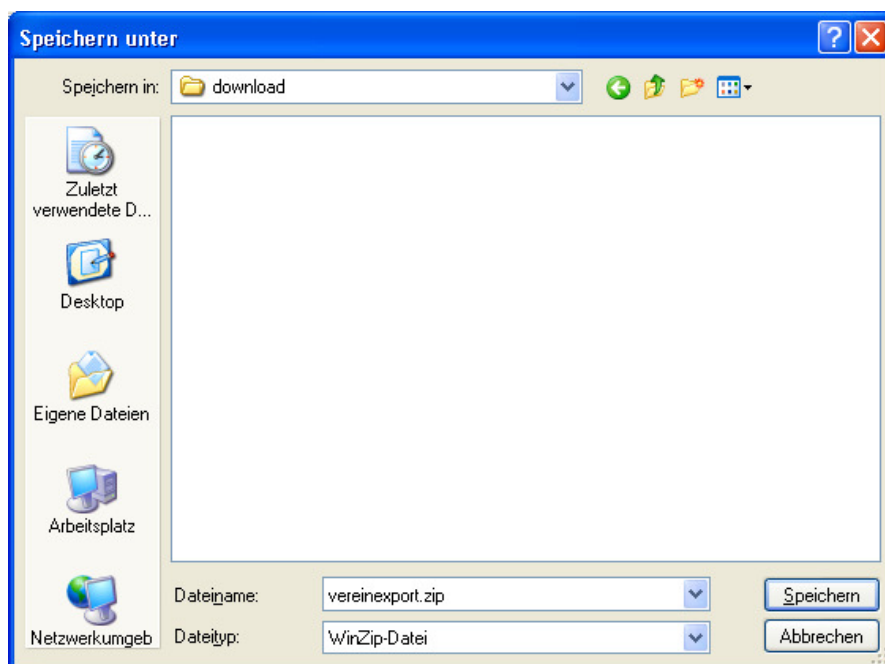 Speichern unter
Speichern in:
download
Zuletzt
verwendete D...
Desktop
Eigene Dateien
Arbeitsplatz
Netzwerkumgeb
Dateiname:
vereinexport.zip
Speichern
Dateityp:
WinZip-Datei
Abbrechen